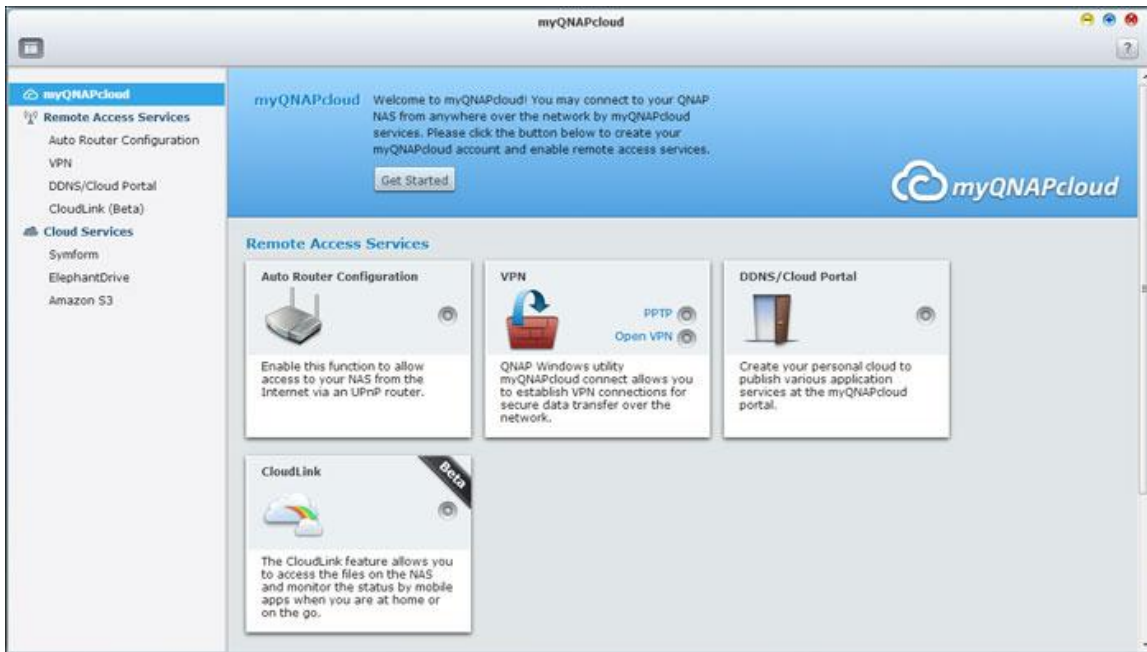 myQNAPcloud
?
myQNAPcloud
Remote Access Services
Auto Router Configuration
VPN
DDNS/Cloud Portal
CloudLink (Beta)
Cloud Services
Symform
ElephantDrive
Amazon S3
myQNAPcloud
Welcome to myQNAPcloud! You may connect to your QNAP
NAS from anywhere over the network by myQNAPcloud
services. Please click the button below to create your
myQNAPcloud account and enable remote access services.
Get Started
myQNAPcloud
Remote Access Services
Auto Router Configuration
Enable this function to allow
access to your NAS from the
Internet via an UPnP router.
VPN
PPTP
Open VPN
QNAP Windows utility
myQNAPcloud connect allows you
to establish VPN connections for
secure data transfer over the
network.
DDNS/Cloud Portal
Create your personal cloud to
publish various application
services at the myQNAPcloud
portal.
CloudLink
Beta
The CloudLink feature allows you
to access the files on the NAS
and monitor the status by mobile
apps when you are at home or
on the go.